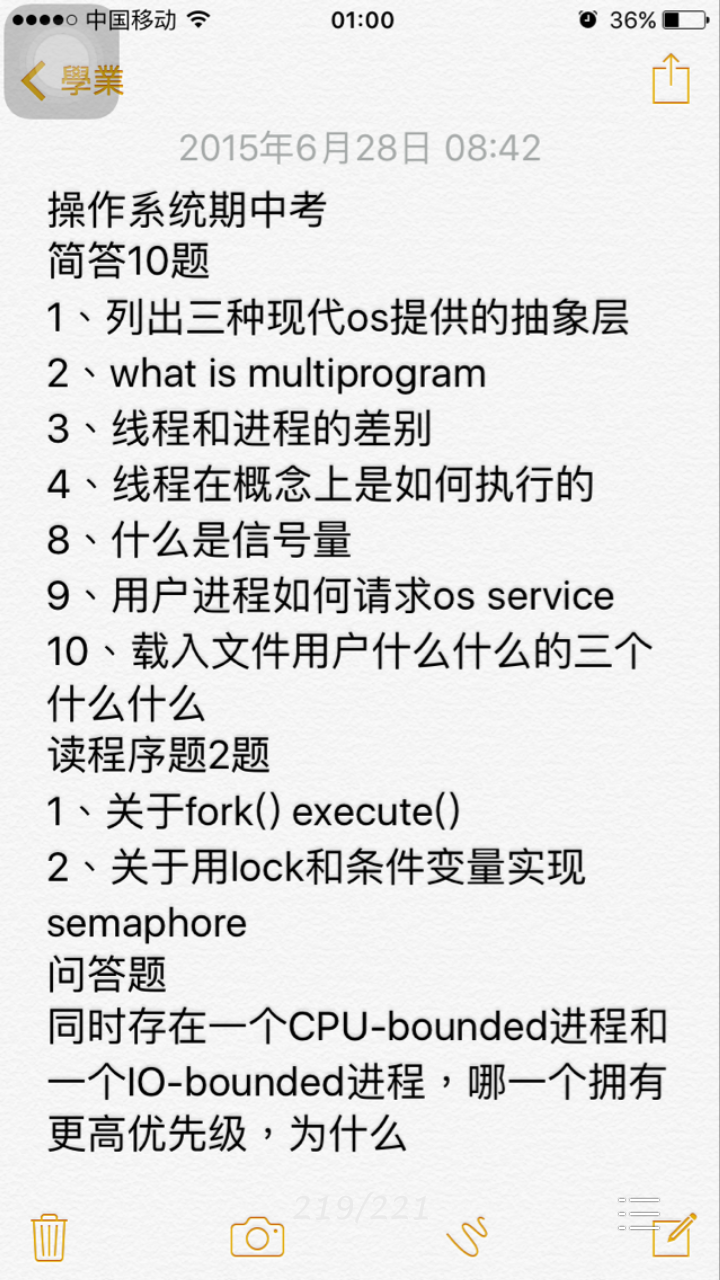 中国移动 01:00 36%
學業
2015年6月28日 08:42
操作系统期中考
简答10题
1、列出三种现代os提供的抽象层
2、what is multiprogram
3、线程和进程的差别
4、线程在概念上是如何执行的
8、什么是信号量
9、用户进程如何请求os service
10、载入文件用户什么什么的三个
什么什么
读程序题2题
1、关于fork() execute()
2、关于用lock和条件变量实现
semaphore
问答题
同时存在一个CPU-bounded进程和
一个IO-bounded进程，哪一个拥有
更高优先级，为什么
219/221